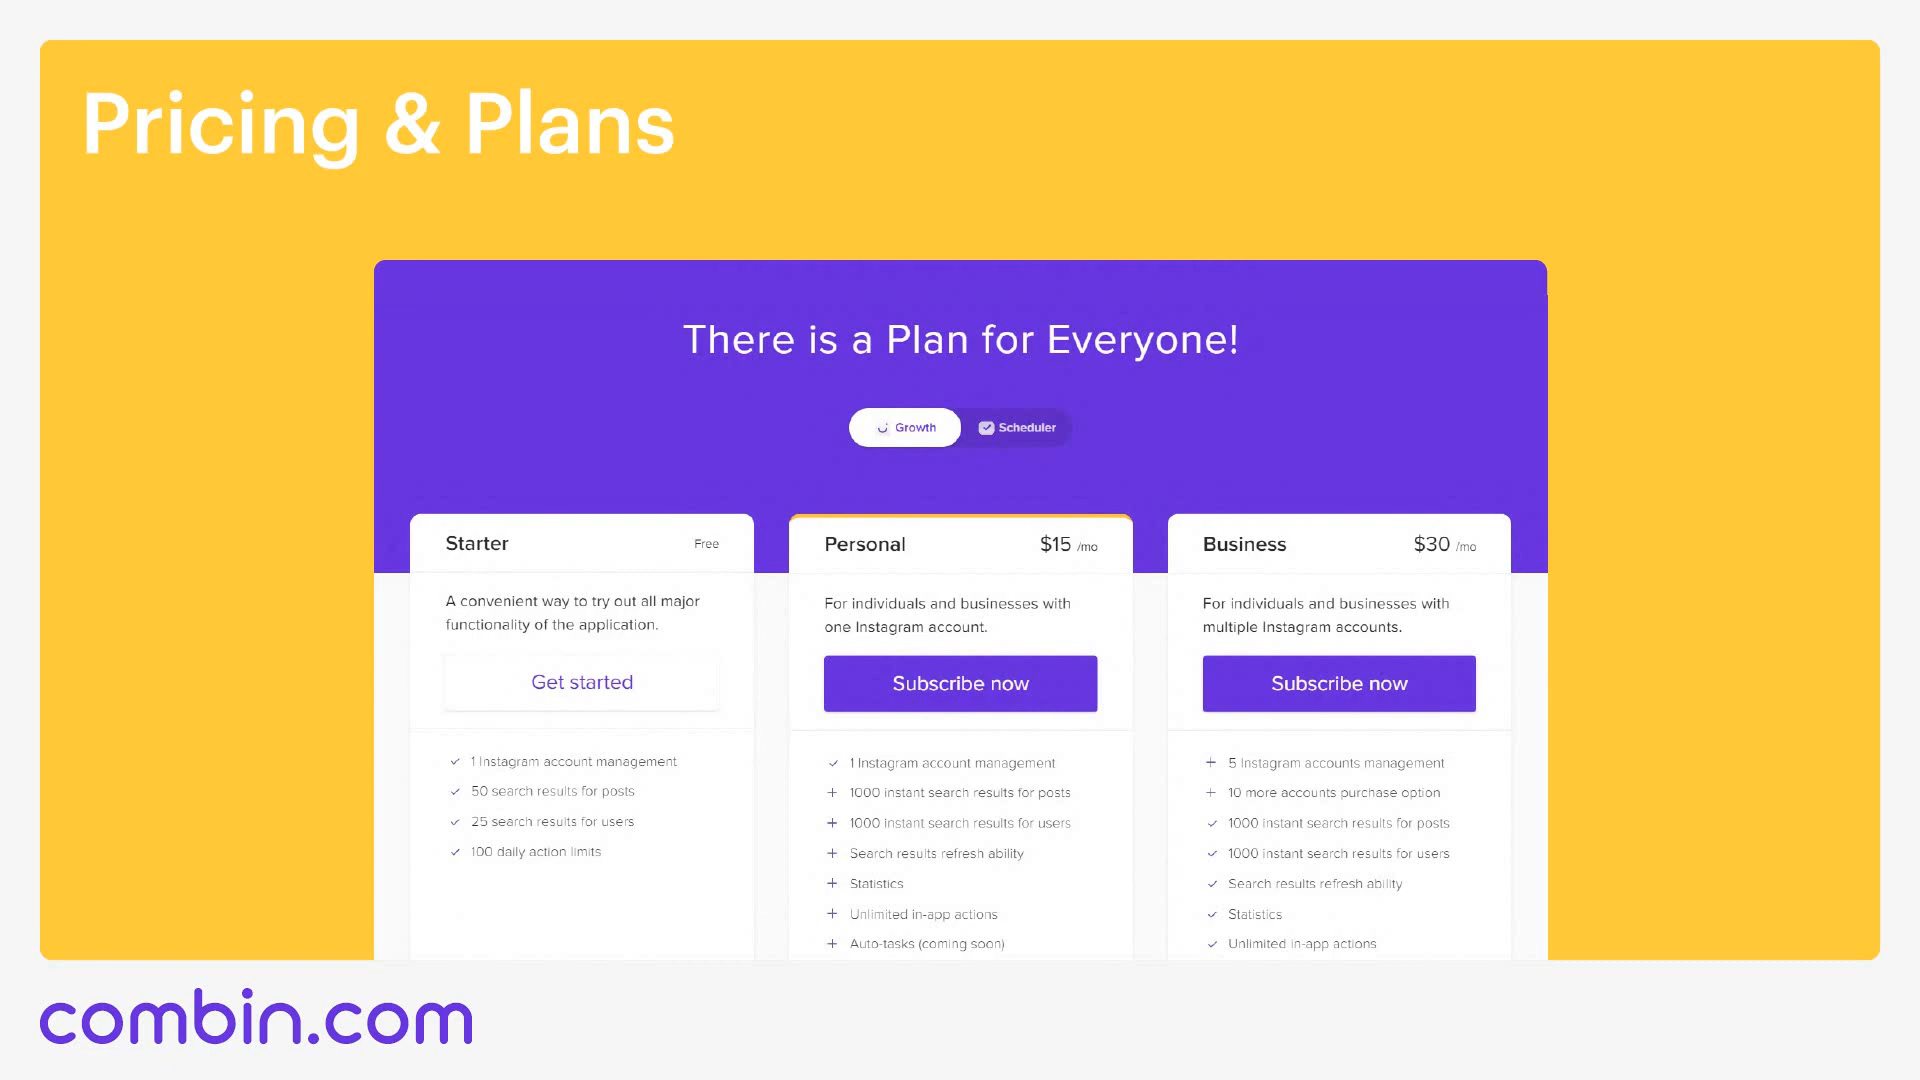 Pricing & Plans
There is a Plan for Everyone!
Growth
Scheduler
Starter
Free
A convenient way to try out all major
functionality of the application.
Get started
1 Instagram account management
50 search results for posts
25 search results for users
100 daily action limits
Personal
$15 /mo
For individuals and businesses with
one Instagram account.
Subscribe now
1 Instagram account management
1000 instant search results for posts
1000 instant search results for users
Search results refresh ability
Statistics
Unlimited in-app actions
Auto-tasks (coming soon)
Business
$30 /mo
For individuals and businesses with
multiple Instagram accounts.
Subscribe now
5 Instagram accounts management
10 more accounts purchase option
1000 instant search results for posts
1000 instant search results for users
Search results refresh ability
Statistics
Unlimited in-app actions
combin.com